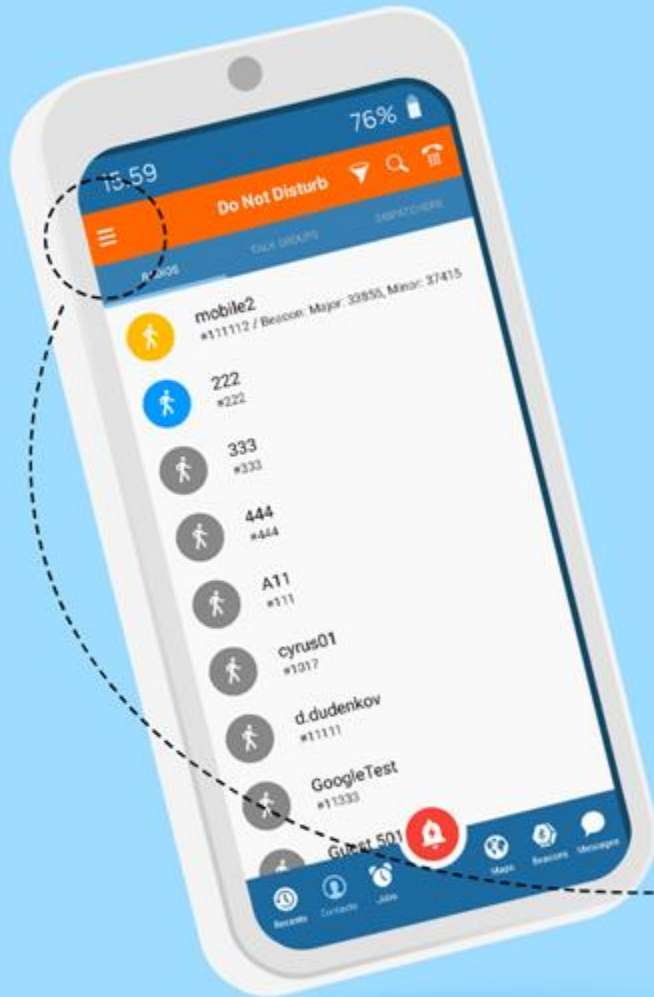 15.59 76%
Do Not Disturb
RADIOS TALK GROUPS DISPATCHERS
mobile2
#111112 / Beacon: Major: 33855, Minor: 37415
222
#222
333
#333
444
#444
A11
#111
cyrus01
#1317
d.dudenkov
#11111
GoogleTest
#11333
Guest 501
Recents Contacts Jobs Maps Beacons Messages